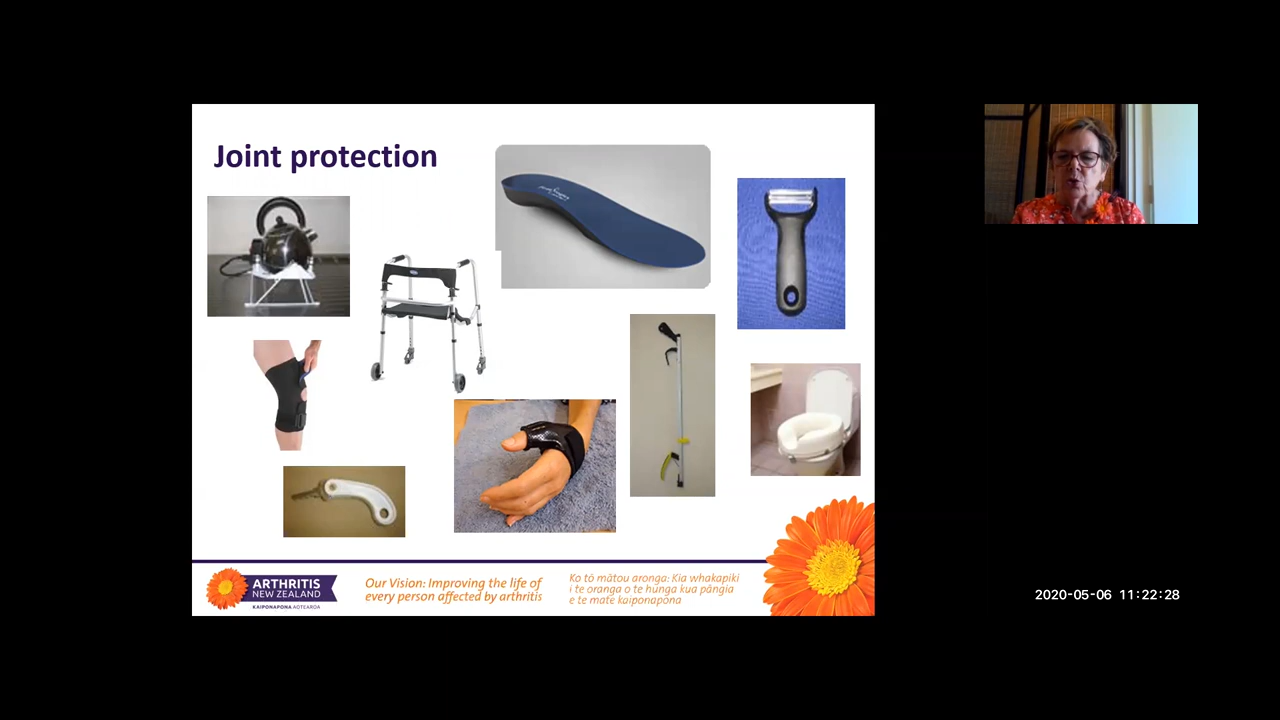 Joint protection
ARTHRITIS
NEW ZEALAND
KAIPONAPONA AOTEAROA
Our Vision: Improving the life of
every person affected by arthritis
Ko tō mātou aronga: Kia whakapiki
i te oranga o te hunga kua pāngia
e te mate kaiponapona
2020-05-06 11:22:28